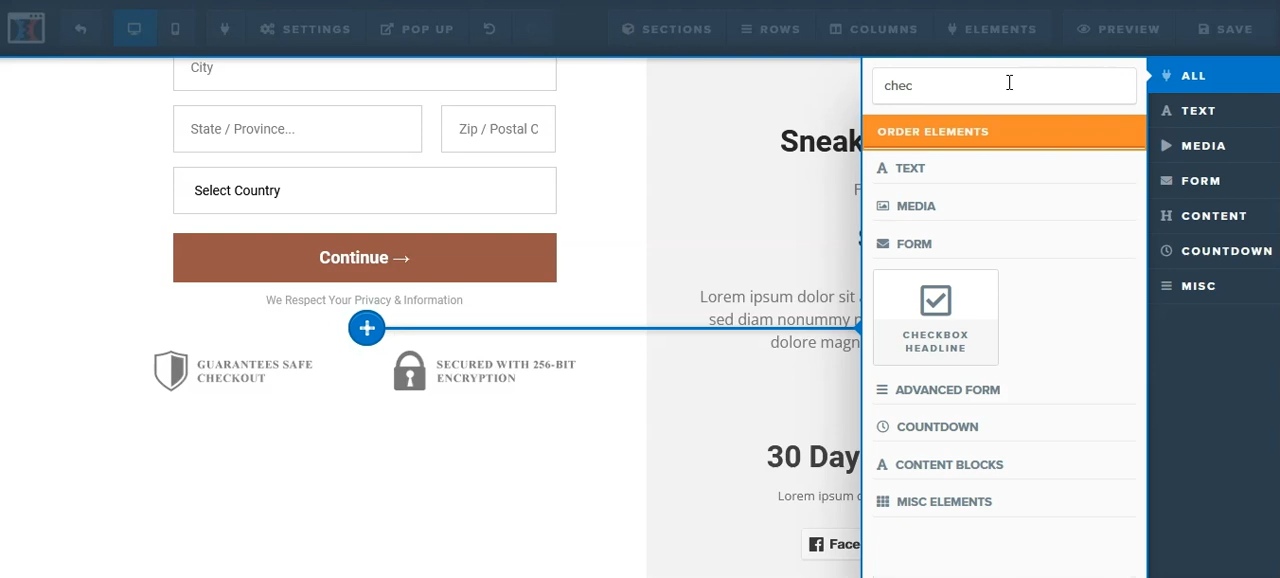 SETTINGS
POP UP
SECTIONS
ROWS
COLUMNS
ELEMENTS
PREVIEW
SAVE
City
State / Province...
Zip / Postal C
Select Country
Continue →
We Respect Your Privacy & Information
GUARANTEES SAFE
CHECKOUT
SECURED WITH 256-BIT
ENCRYPTION
Sneak
Lorem ipsum dolor sit
sed diam nonummy
dolore magn
30 Day
Lorem ipsum
Face
chec
ORDER ELEMENTS
TEXT
MEDIA
FORM
CHECKBOX
HEADLINE
ADVANCED FORM
COUNTDOWN
CONTENT BLOCKS
MISC ELEMENTS
ALL
TEXT
MEDIA
FORM
CONTENT
COUNTDOWN
MISC